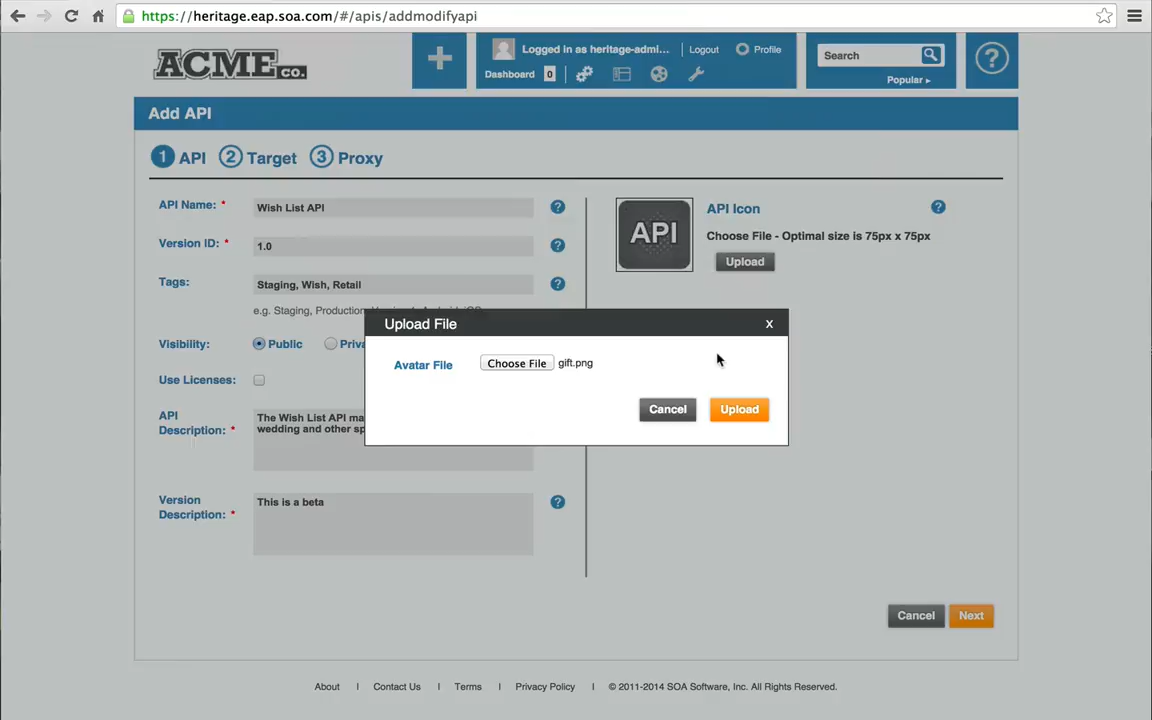 https://heritage.eap.soa.com/#/apis/addmodifyapi
ACME co.
Logged in as heritage-admi...
Logout
Profile
Dashboard 0
Search
Popular ▸
?
Add API
1 API 2 Target 3 Proxy
API Name: * Wish List API ?
Version ID: * 1.0 ?
Tags: Staging, Wish, Retail ?
e.g. Staging, Production,
Visibility: Public
Use Licenses:
API Description: *
The Wish List API
wedding and other
Version Description: * This is a beta ?
API
API Icon ?
Choose File - Optimal size is 75px x 75px
Upload
Upload File x
Avatar File Choose File gift.png
Cancel Upload
Cancel Next
About | Contact Us | Terms | Privacy Policy | © 2011-2014 SOA Software, Inc. All Rights Reserved.